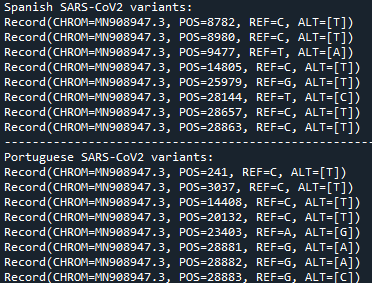 Spanish SARS-CoV2 variants:
Record(CHROM=MN908947.3, POS=8782, REF=C, ALT=[T])
Record(CHROM=MN908947.3, POS=8980, REF=C, ALT=[T])
Record(CHROM=MN908947.3, POS=9477, REF=T, ALT=[A])
Record(CHROM=MN908947.3, POS=14805, REF=C, ALT=[T])
Record(CHROM=MN908947.3, POS=25979, REF=G, ALT=[T])
Record(CHROM=MN908947.3, POS=28144, REF=T, ALT=[C])
Record(CHROM=MN908947.3, POS=28657, REF=C, ALT=[T])
Record(CHROM=MN908947.3, POS=28863, REF=C, ALT=[T])
----------------------------------------------------
Portuguese SARS-CoV2 variants:
Record(CHROM=MN908947.3, POS=241, REF=C, ALT=[T])
Record(CHROM=MN908947.3, POS=3037, REF=C, ALT=[T])
Record(CHROM=MN908947.3, POS=14408, REF=C, ALT=[T])
Record(CHROM=MN908947.3, POS=20132, REF=C, ALT=[T])
Record(CHROM=MN908947.3, POS=23403, REF=A, ALT=[G])
Record(CHROM=MN908947.3, POS=28881, REF=G, ALT=[A])
Record(CHROM=MN908947.3, POS=28882, REF=G, ALT=[A])
Record(CHROM=MN908947.3, POS=28883, REF=G, ALT=[C])